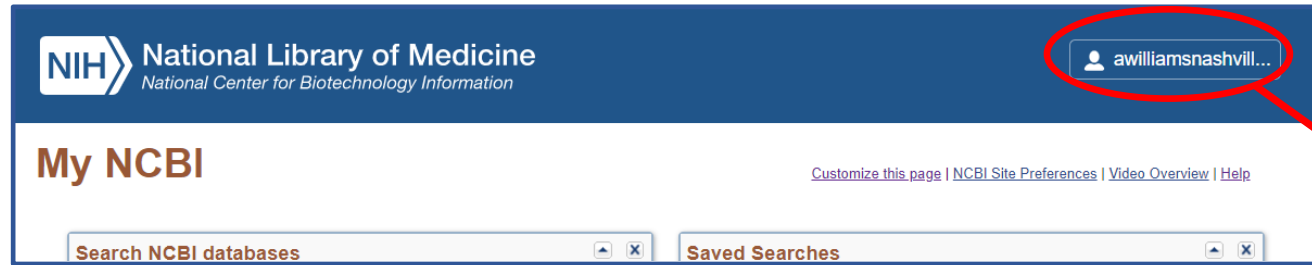 NIH National Library of Medicine
National Center for Biotechnology Information
awilliamsnashvill...
My NCBI
Customize this page | NCBI Site Preferences | Video Overview | Help
Search NCBI databases
Saved Searches